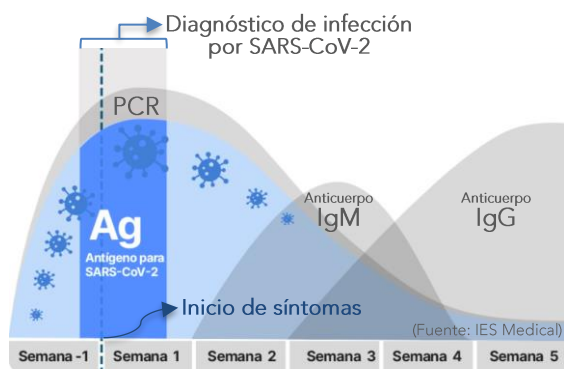 Diagnóstico de infección
por SARS-CoV-2
PCR
Ag
Antígeno para
SARS-CoV-2
Anticuerpo
IgM
Anticuerpo
IgG
Inicio de síntomas
(Fuente: IES Medical)
Semana -1 Semana 1 Semana 2 Semana 3 Semana 4 Semana 5